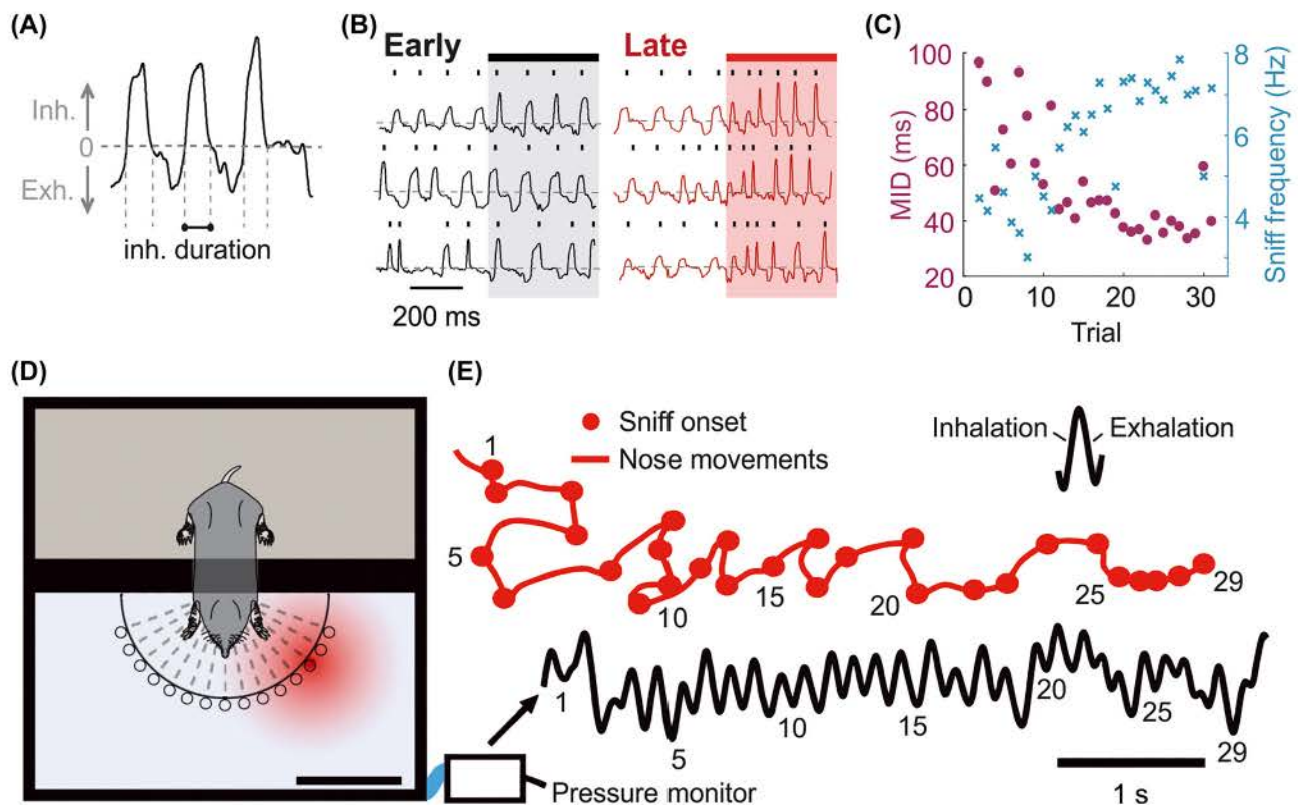 (A)
Inh.
0
Exh.
inh. duration
(B)
Early
Late
200 ms
(C)
100
80
60
40
20
MID (ms)
8
6
4
Sniff frequency (Hz)
0
10
20
30
Trial
(D)
Pressure monitor
(E)
Sniff onset
Nose movements
Inhalation
Exhalation
1
5
10
15
20
25
29
1
5
10
15
20
25
29
1 s